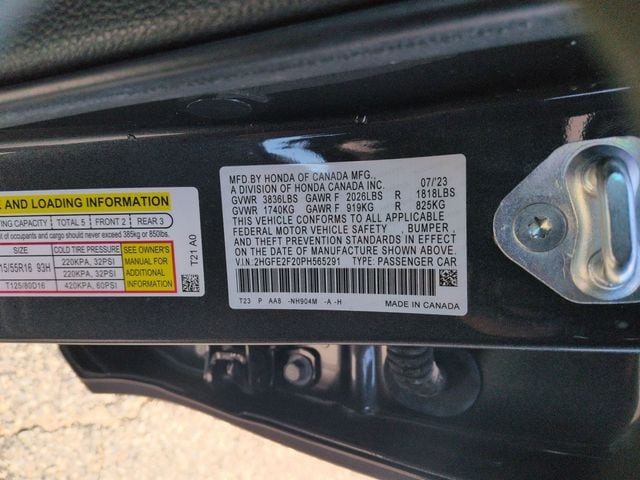 E AND LOADING INFORMATION
TING CAPACITY TOTAL 5 FRONT 2 REAR 3
t of occupants and cargo should never exceed 385kg or 850lbs.
SIZE COLD TIRE PRESSURE SEE OWNER'S MANUAL FOR ADDITIONAL INFORMATION
5/55R16 93H 220KPA, 32PSI
220KPA, 32PSI
T125/80D16 420KPA, 60PSI
T21 A0
MFD.BY HONDA OF CANADA MFG.,
A DIVISION OF HONDA CANADA INC. 07/'23
GVWR 3836LBS GAWR F 2026LBS R 1818LBS
GVWR 1740KG GAWR F 919KG R 825KG
THIS VEHICLE CONFORMS TO ALL APPLICABLE
FEDERAL MOTOR VEHICLE SAFETY , BUMPER ,
AND THEFT PREVENTION STANDARDS IN EFFECT
ON THE DATE OF MANUFACTURE SHOWN ABOVE.
V.I.N:2HGFE2F20PH565291 TYPE: PASSENGER CAR
T23 P AA8 -NH904M -A -H
MADE IN CANADA